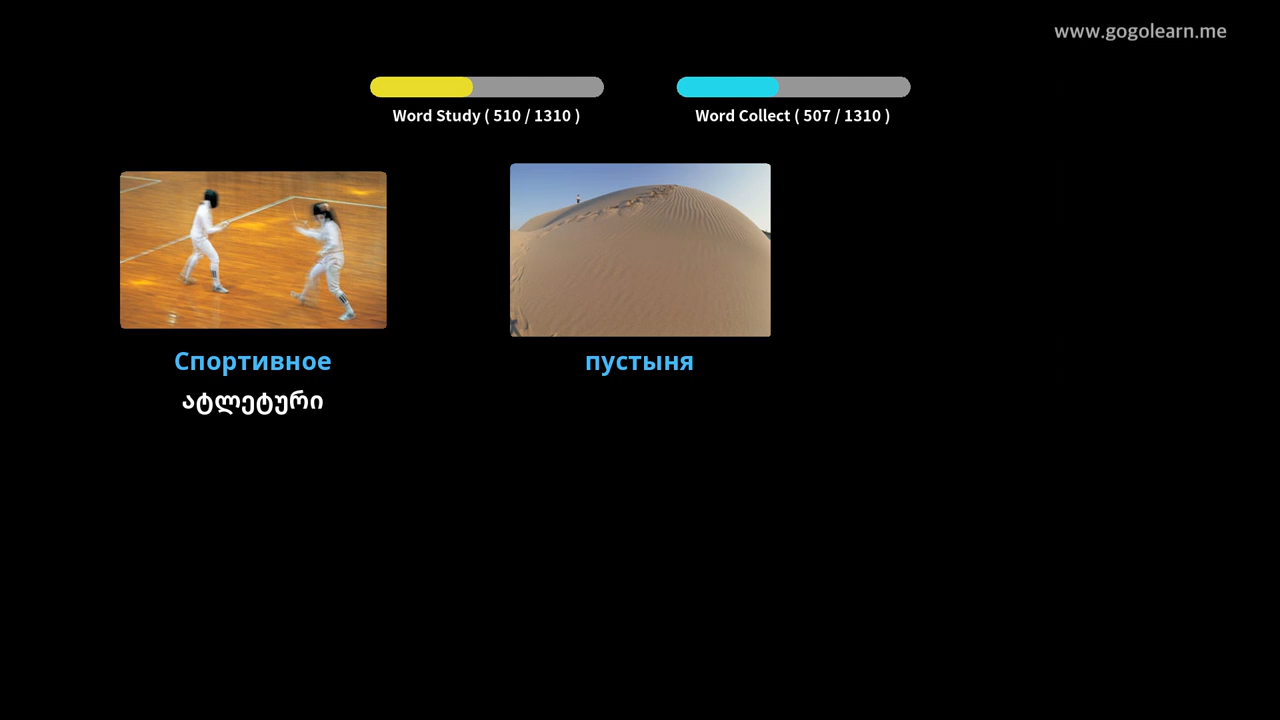 www.gogolearn.me
Word Study ( 510 / 1310 )
Word Collect ( 507 / 1310 )
Спортивное
ატლეტური
пустыня